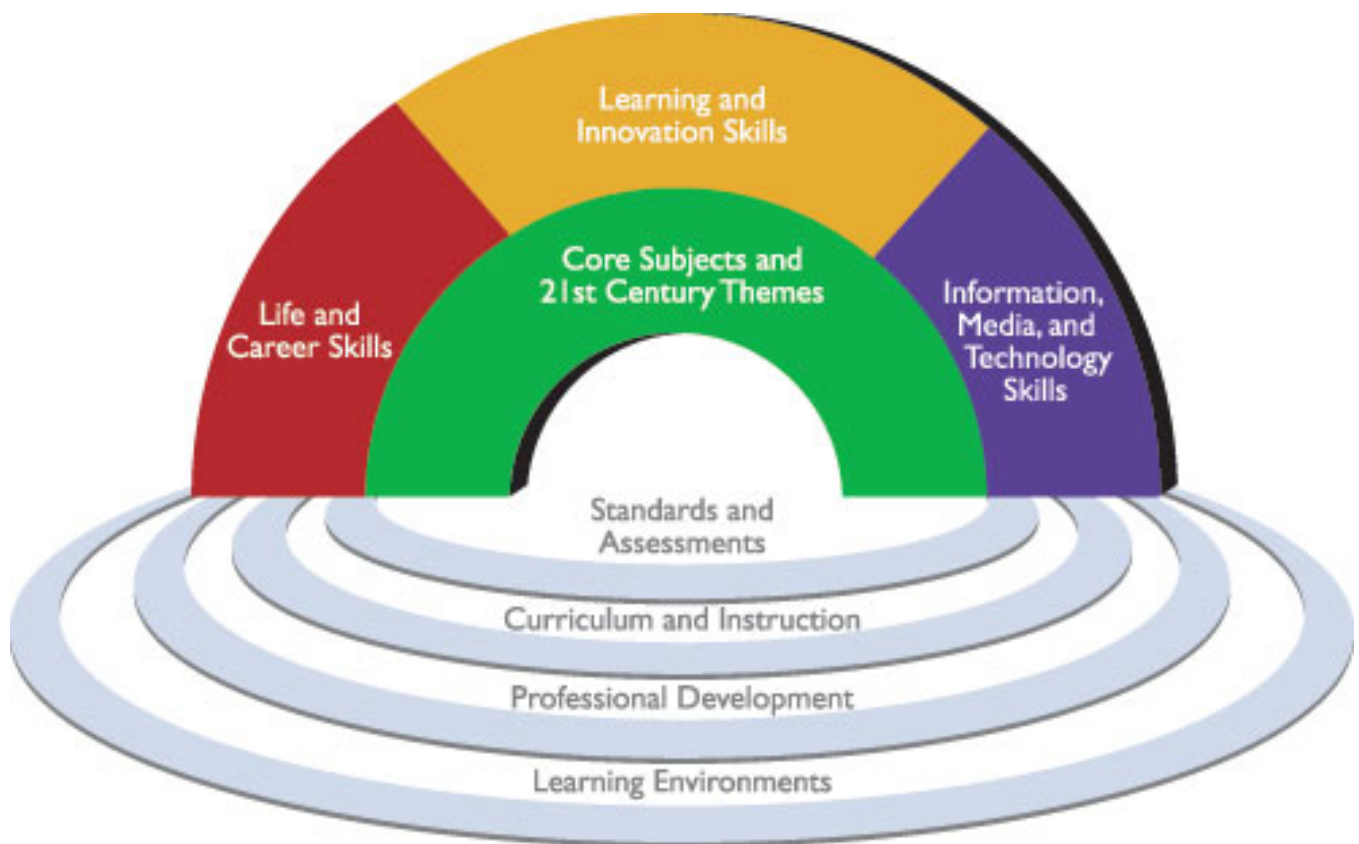 Learning and
Innovation Skills
Core Subjects and
21st Century Themes
Life and
Career Skills
Information,
Media, and
Technology
Skills
Standards and
Assessments
Curriculum and Instruction
Professional Development
Learning Environments